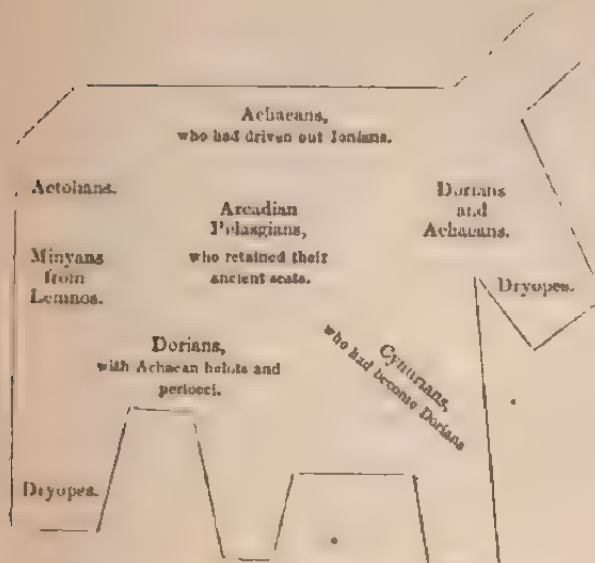 Achaeans,
who had driven out Ionians.
Aetolians.
Arcadian
Pelasgians,
who retained their
ancient seats.
Dorians
and
Achaeans.
Minyans
from
Lemnos.
Dryopes.
Dorians,
with Achaean helots and
perioeci.
Cynurians,
who had become Dorians
Dryopes.